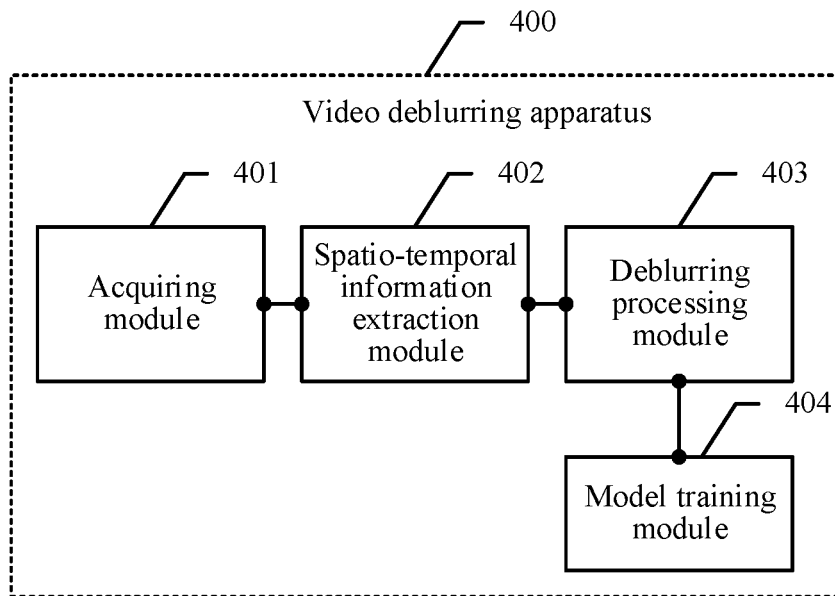 400
Video deblurring apparatus
401
402
403
Acquiring
module
Spatio-temporal
information
extraction
module
Deblurring
processing
module
404
Model training
module